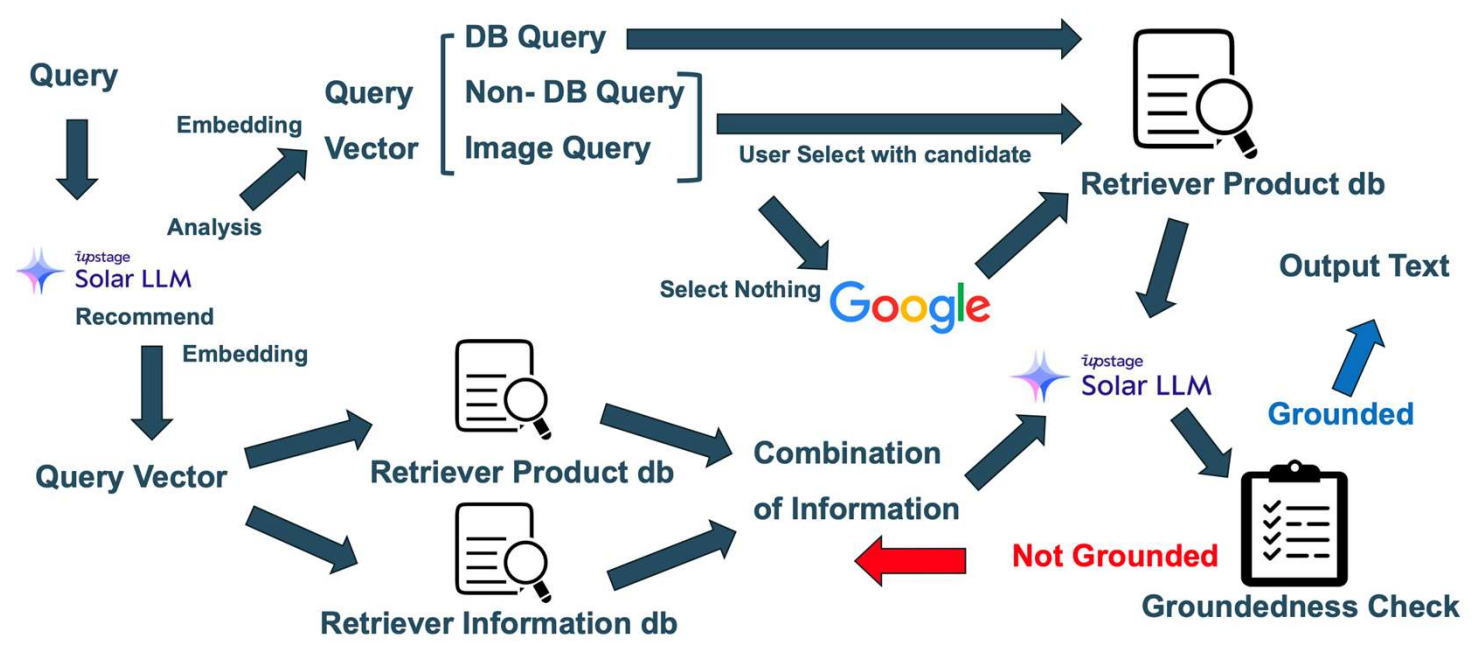 Query
Embedding
Analysis
upstage
Solar LLM
Recommend
Embedding
Query Vector
Query
Vector
DB Query
Non- DB Query
Image Query
User Select with candidate
Select Nothing
Google
Retriever Product db
Retriever Product db
Retriever Information db
Combination
of Information
upstage
Solar LLM
Output Text
Grounded
Not Grounded
Groundedness Check